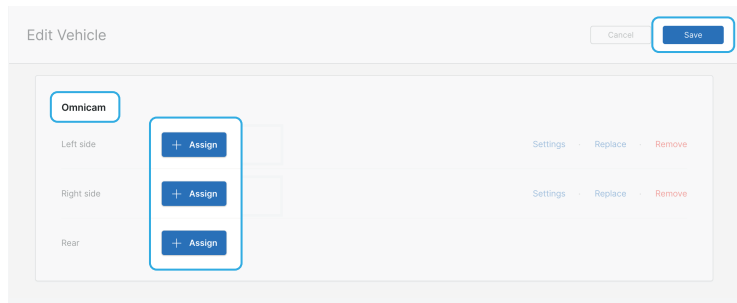 Edit Vehicle
Cancel
Save
Omnicam
Left side
+ Assign
Settings · Replace · Remove
Right side
+ Assign
Settings · Replace · Remove
Rear
+ Assign